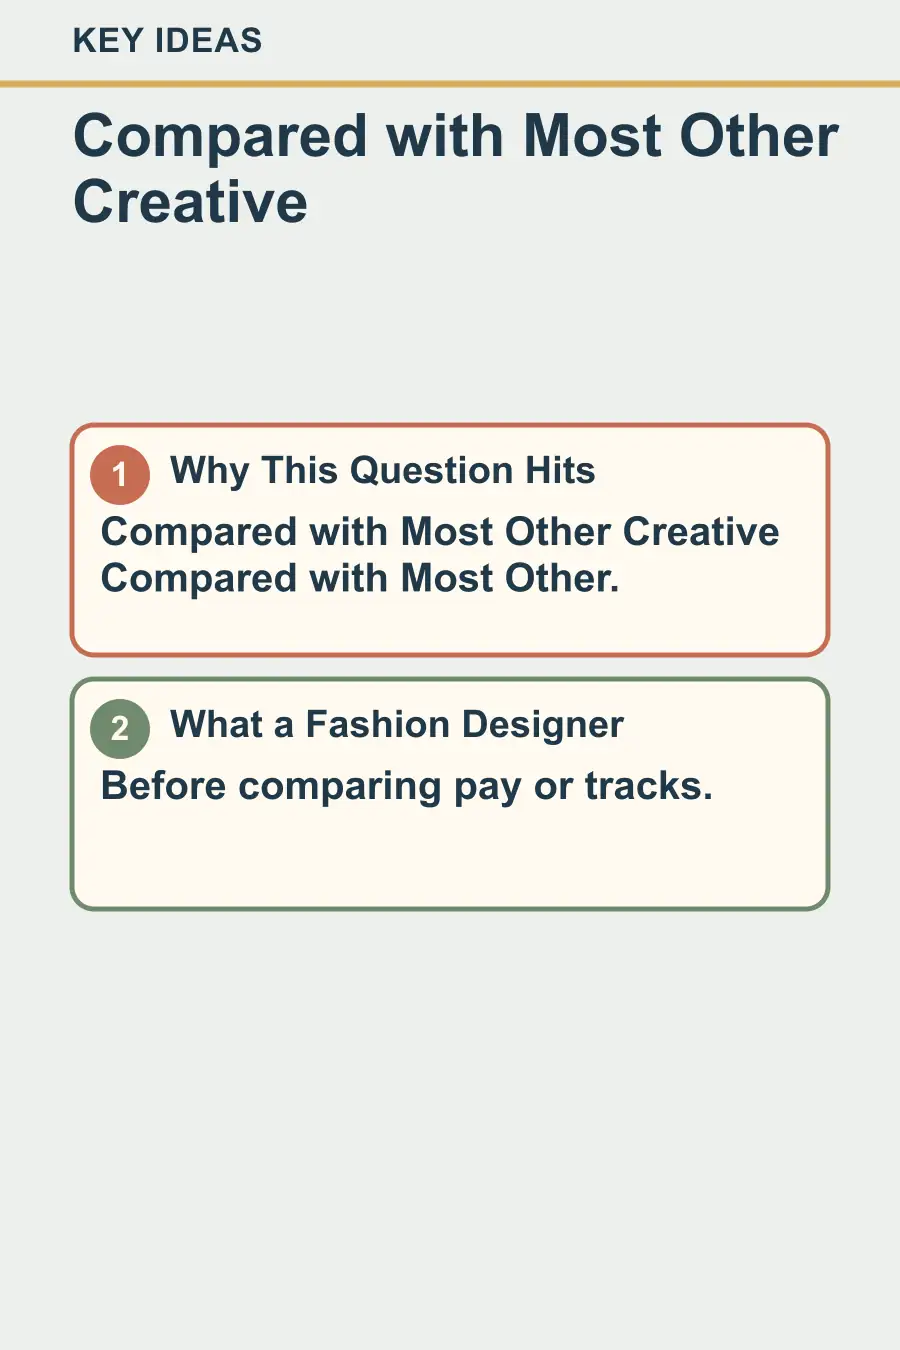 KEY IDEAS
Compared with Most Other
Creative
1 Why This Question Hits
Compared with Most Other Creative
Compared with Most Other.
2 What a Fashion Designer
Before comparing pay or tracks.